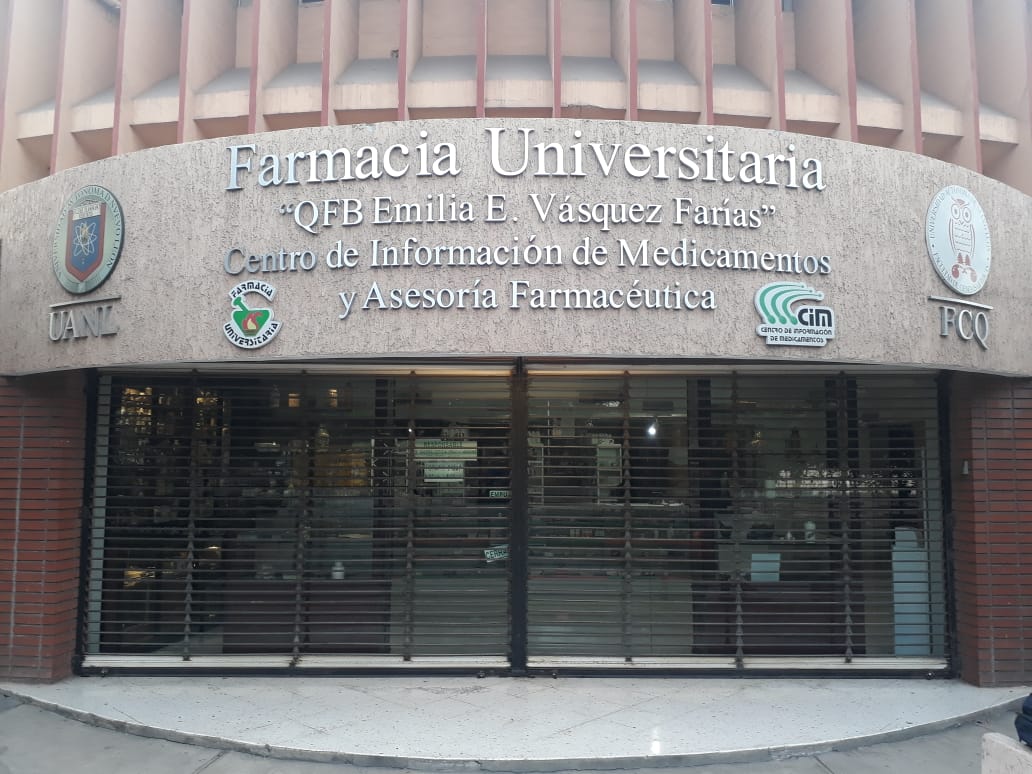 Farmacia Universitaria
"QFB Emilia E. Vásquez Farías"
Centro de Información de Medicamentos
y Asesoría Farmacéutica
UANL
FARMACIA
UNIVERSITARIA
CIM
CENTRO DE INFORMACIÓN
DE MEDICAMENTOS
FCQ
RESPONSABLE